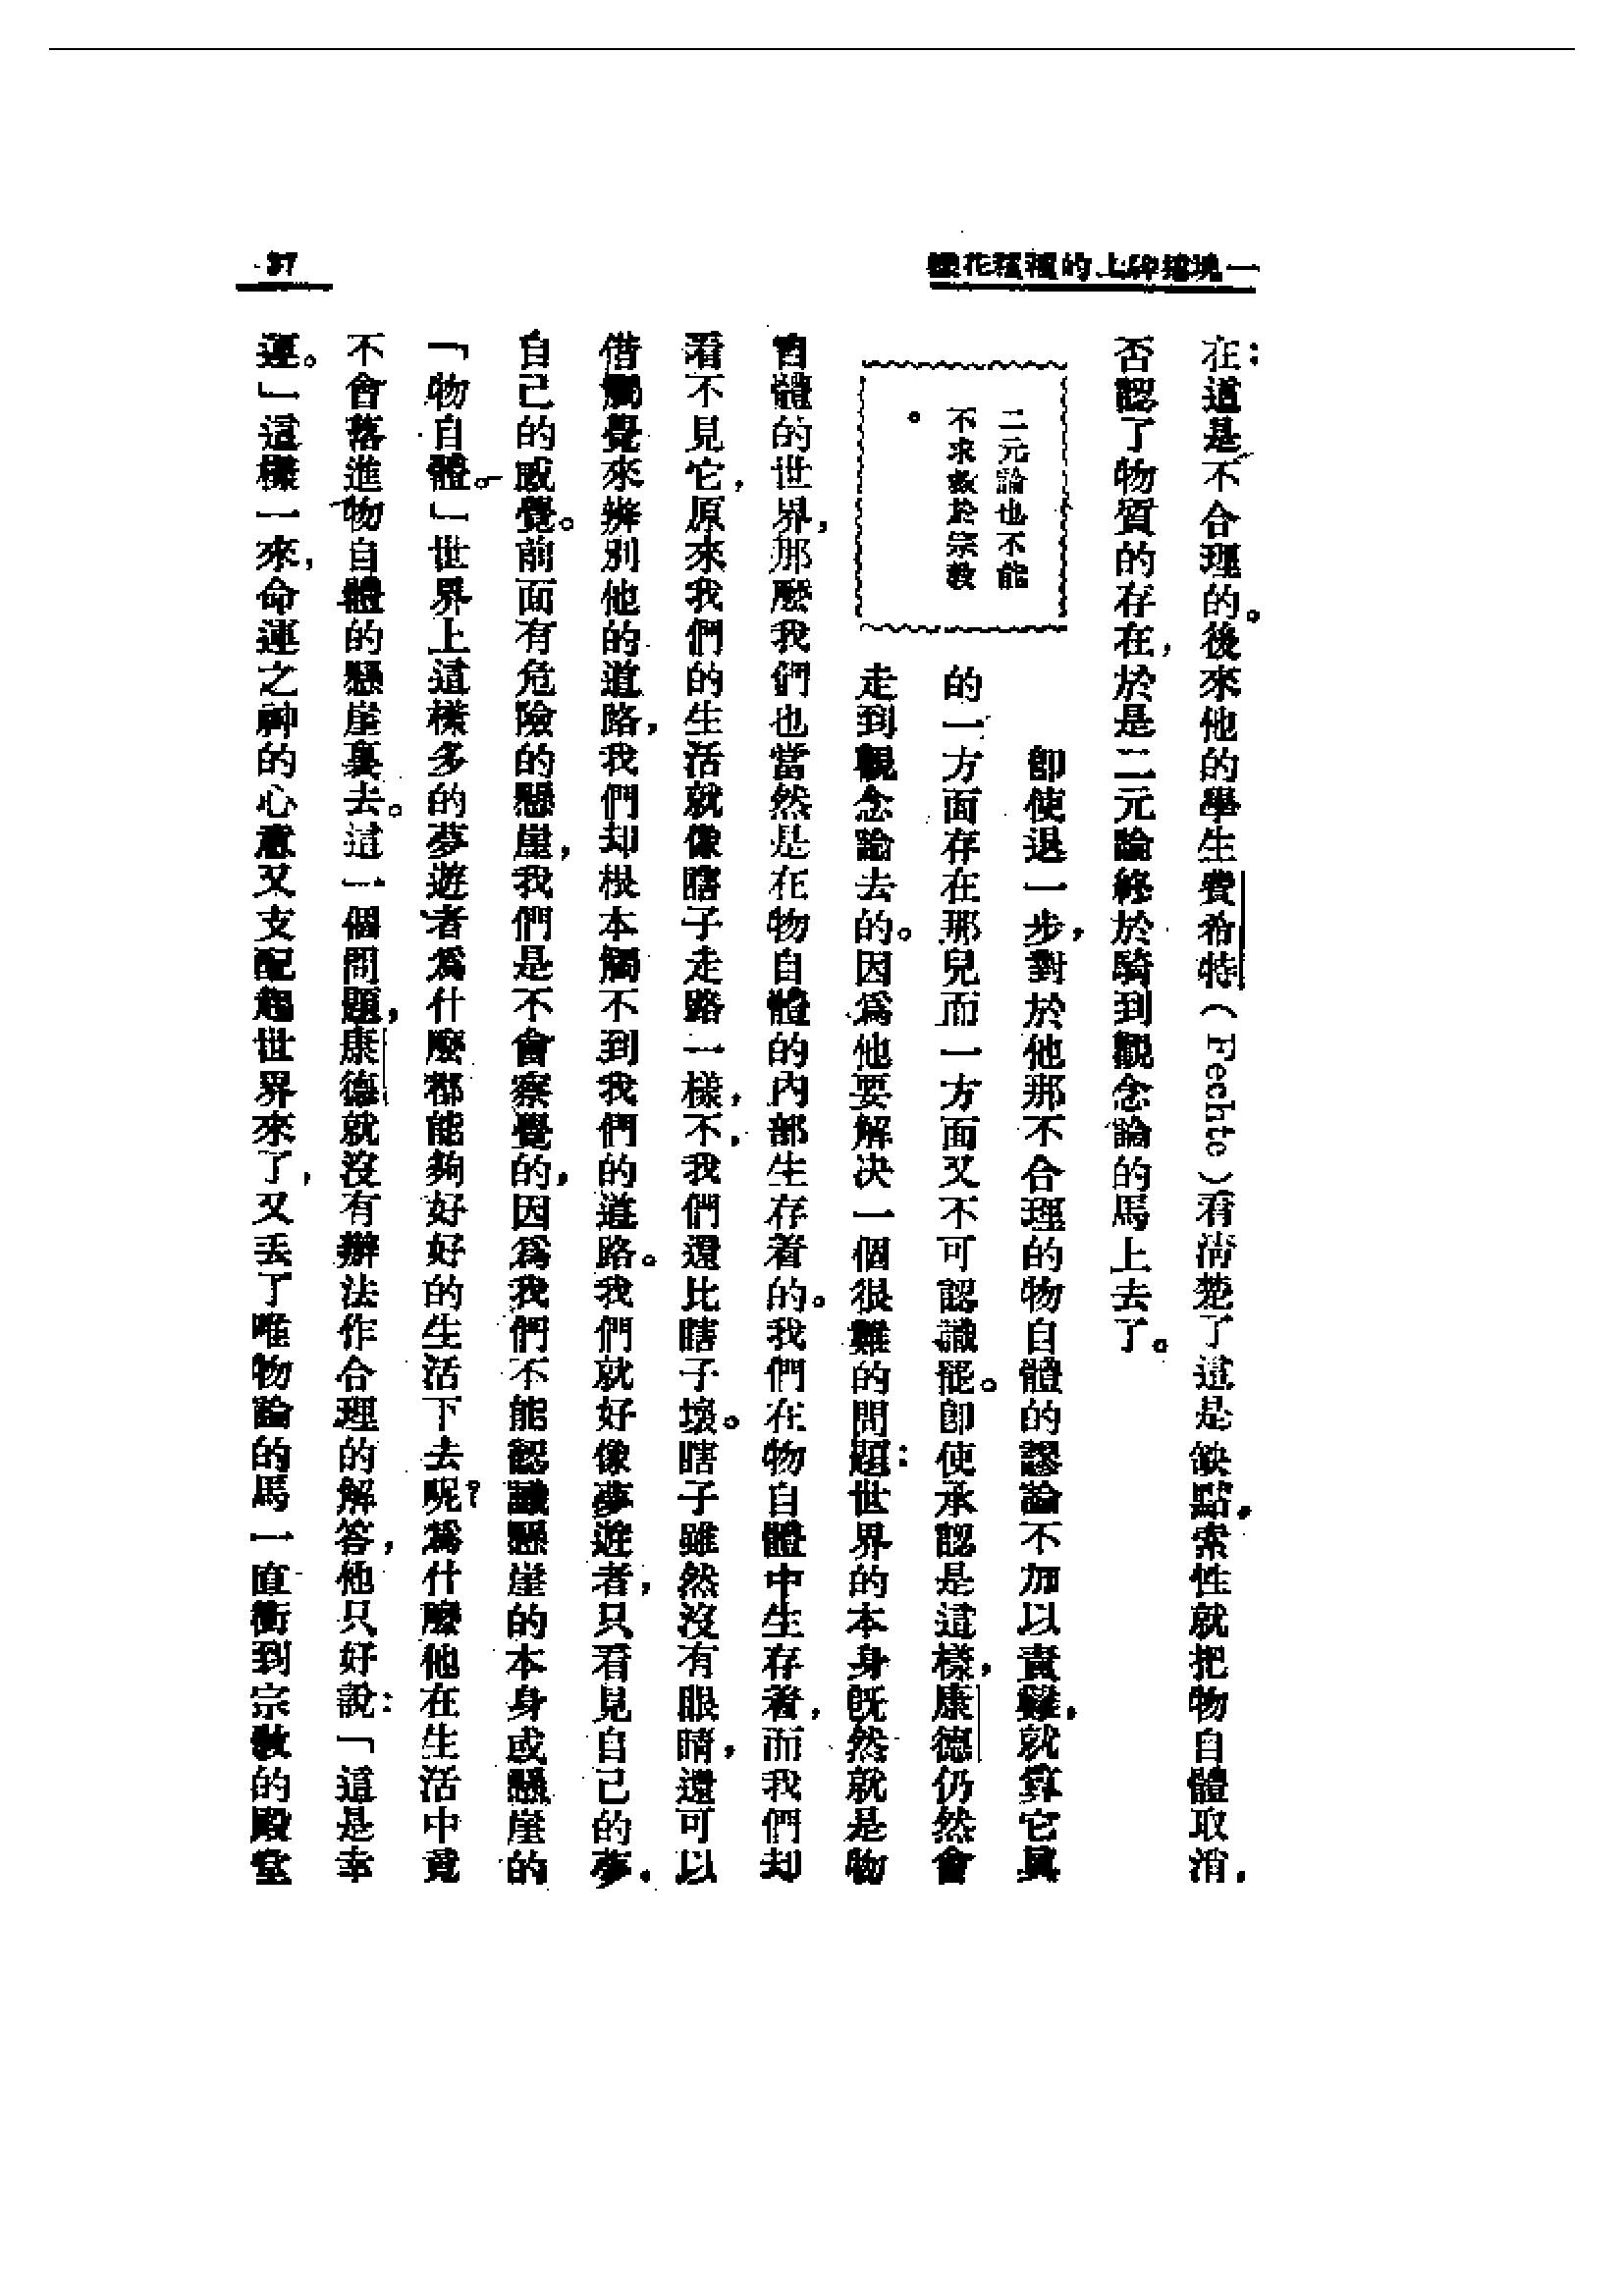 一塊招牌上的種種花樣
37
在:這是不合理的。後來他的學生費希特(Fechte)看淸楚了這是缺點,索性就把物自體取消,
否認了物質的存在,於是二元論終於騎到觀念論的馬上去了。
二元論也不能
不求救於宗敎
。
卽使退一步,對於他那不合理的物自體的謬論不加以責難,就算它眞
的一方面存在那兒而一方面又不可認識罷。卽使承認是這樣,康德仍然會
走到觀念論去的。因爲他要解决一個很難的問題:世界的本身旣然就是物
自體的世界,那麽我們也當然是在物自體的內部生存着的。我們在物自體中生存着,而我們却
看不見它,原來我們的生活就像瞎子走路一樣,不,我們還比瞎子壞。瞎子雖然沒有眼睛,還可以
借觸覺來辨別他的道路,我們却根本觸不到我們的道路。我們就好像夢遊者,只看見自己的夢,
自己的感覺。前面有危險的懸崖,我們是不會察覺的,因爲我們不能認識懸崖的本身或懸崖的
「物自體。」世界上這樣多的夢遊者爲什麽都能夠好好的生活下去呢?爲什麽他在生活中竟
不會落進物自體的懸崖裏去。這一個問題,康德就沒有辦法作合理的解答,他只好說:「這是幸
運。」這樣一來,命運之神的心意又支配起世界來了,又丟了唯物論的馬一直衝到宗敎的殿堂